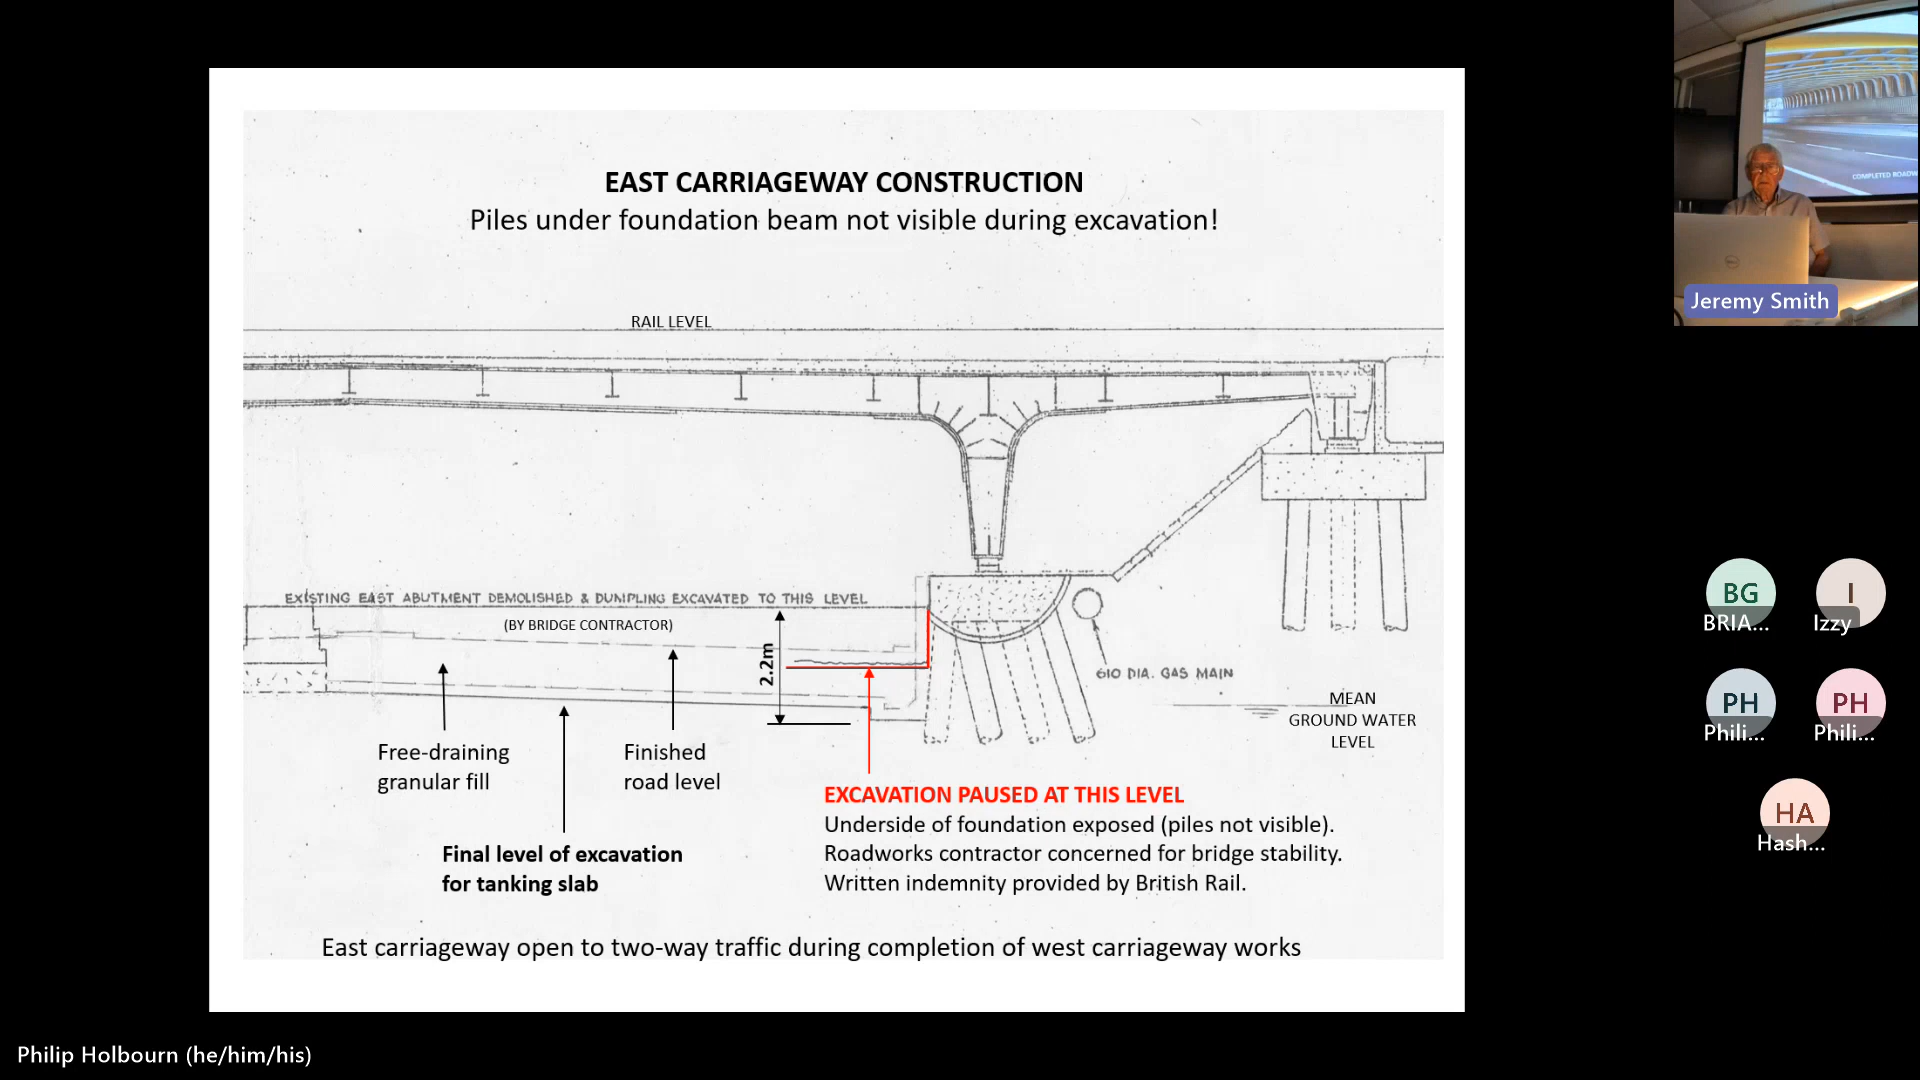 EAST CARRIAGEWAY CONSTRUCTION
Piles under foundation beam not visible during excavation!
RAIL LEVEL
EXISTING EAST ABUTMENT DEMOLISHED & DUMPLING EXCAVATED TO THIS LEVEL
(BY BRIDGE CONTRACTOR)
2.2m
610 DIA. GAS MAIN
MEAN
GROUND WATER
LEVEL
Free-draining
granular fill
Finished
road level
Final level of excavation
for tanking slab
EXCAVATION PAUSED AT THIS LEVEL
Underside of foundation exposed (piles not visible).
Roadworks contractor concerned for bridge stability.
Written indemnity provided by British Rail.
East carriageway open to two-way traffic during completion of west carriageway works
COMPLETED ROADW
DELL
Jeremy Smith
BG
BRIA...
I
Izzy
PH
Phili...
PH
Phili...
HA
Hash...
Philip Holbourn (he/him/his)